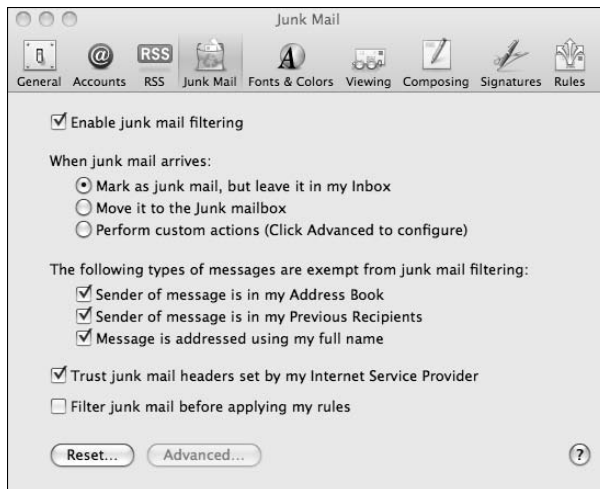 Junk Mail
RSS
General Accounts RSS Junk Mail Fonts & Colors Viewing Composing Signatures Rules
Enable junk mail filtering
When junk mail arrives:
Mark as junk mail, but leave it in my Inbox
Move it to the Junk mailbox
Perform custom actions (Click Advanced to configure)
The following types of messages are exempt from junk mail filtering:
Sender of message is in my Address Book
Sender of message is in my Previous Recipients
Message is addressed using my full name
Trust junk mail headers set by my Internet Service Provider
Filter junk mail before applying my rules
Reset... Advanced... ?